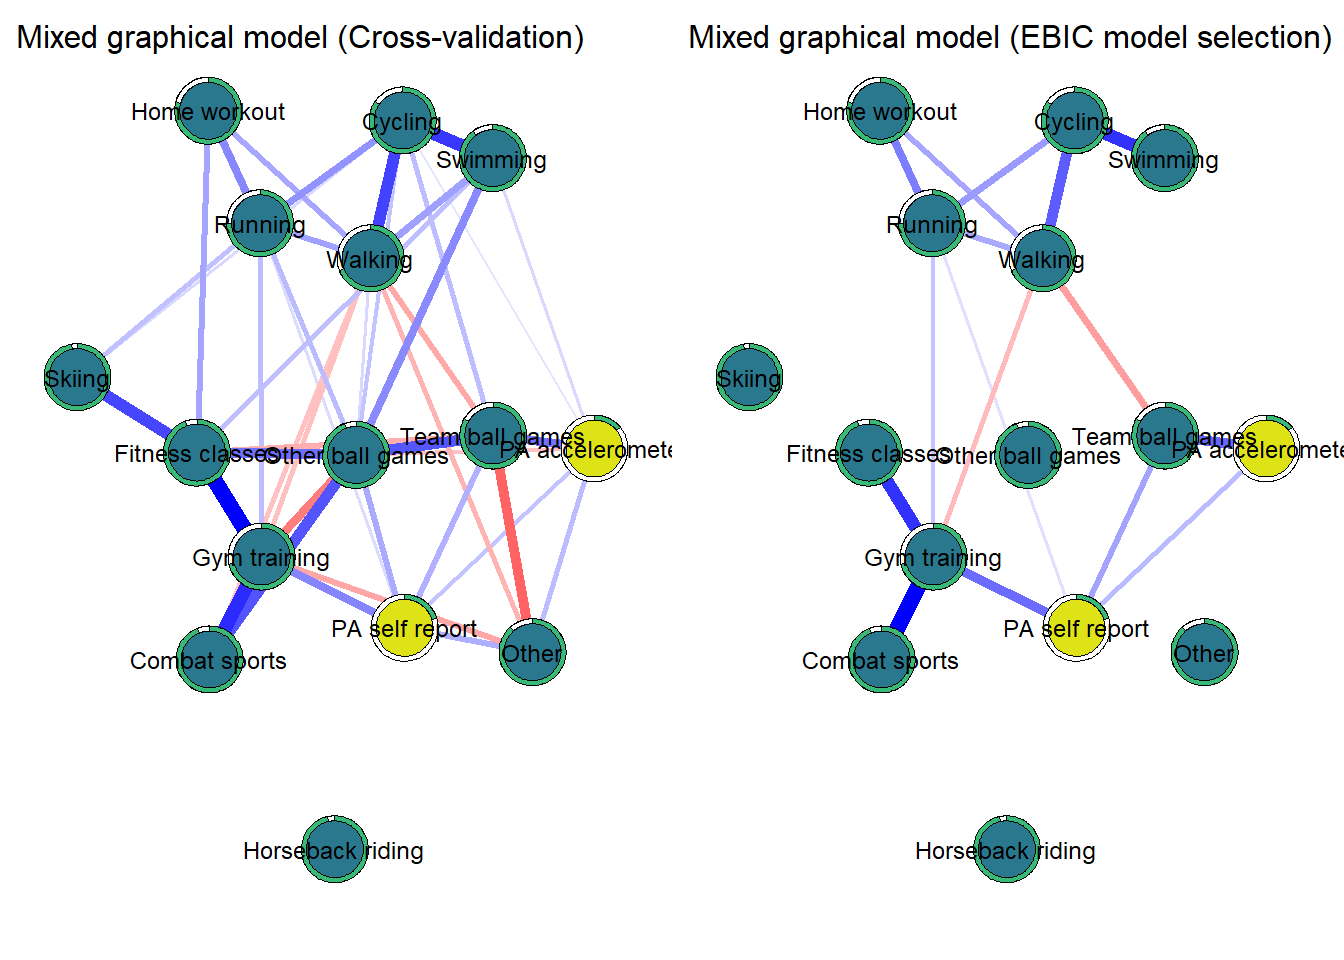 Mixed graphical model (Cross-validation)
Home workout
Cycling
Swimming
Running
Walking
Skiing
Fitness classes
Other ball games
Team ball games
PA acceleromete
Gym training
PA self report
Combat sports
Other
Horseback riding
Mixed graphical model (EBIC model selection)
Home workout
Cycling
Swimming
Running
Walking
Skiing
Fitness classes
Other ball games
Team ball games
PA acceleromete
Gym training
PA self report
Combat sports
Other
Horseback riding